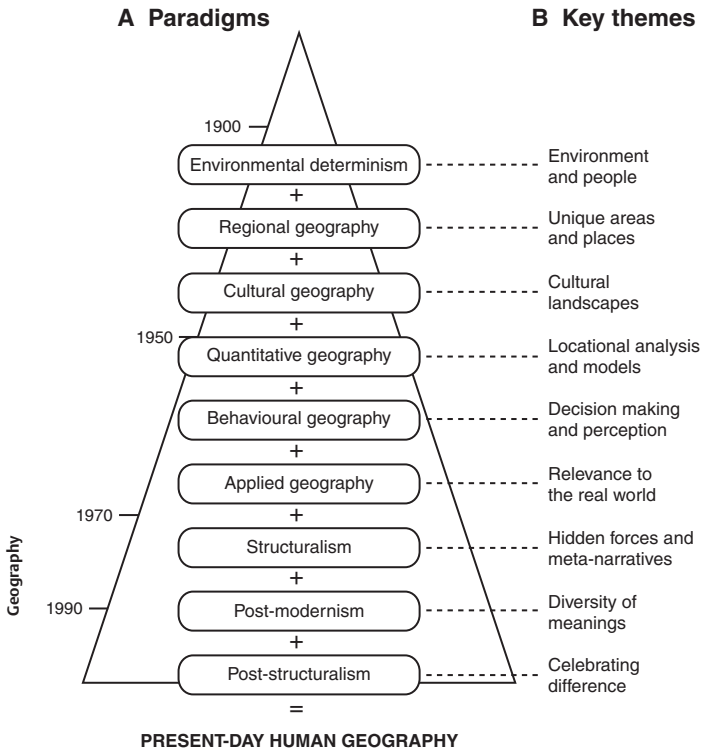 A Paradigms
B Key themes
1900
Environmental determinism
Environment
and people
+
Regional geography
Unique areas
and places
+
Cultural geography
Cultural
landscapes
+
1950
Quantitative geography
Locational analysis
and models
+
Behavioural geography
Decision making
and perception
+
Applied geography
Relevance to
the real world
+
1970
Structuralism
Hidden forces and
meta-narratives
+
Geography
1990
Post-modernism
Diversity of
meanings
+
Post-structuralism
Celebrating
difference
=
PRESENT-DAY HUMAN GEOGRAPHY